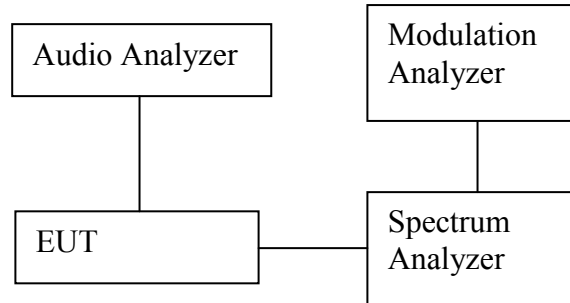 Audio Analyzer
Modulation
Analyzer
EUT
Spectrum
Analyzer